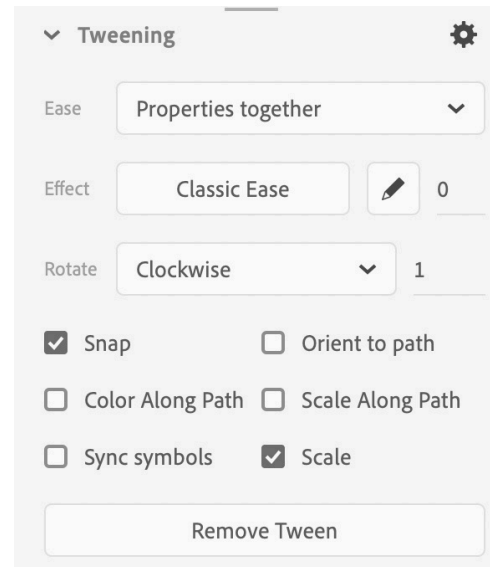 Tweening
Ease Properties together
Effect Classic Ease 0
Rotate Clockwise 1
Snap Orient to path
Color Along Path Scale Along Path
Sync symbols Scale
Remove Tween